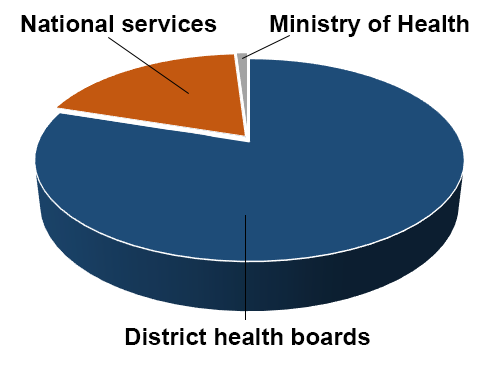 National services
Ministry of Health
District health boards